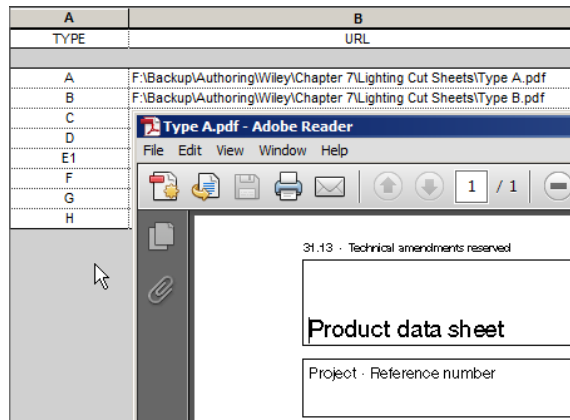 A B
TYPE URL
A F:\Backup\Authoring\Wiley\Chapter 7\Lighting Cut Sheets\Type A.pdf
B F:\Backup\Authoring\Wiley\Chapter 7\Lighting Cut Sheets\Type B.pdf
C
D
E1
F
G
H
Type A.pdf - Adobe Reader
File Edit View Window Help
1 / 1
31.13 · Technical amendments reserved
Product data sheet
Project · Reference number